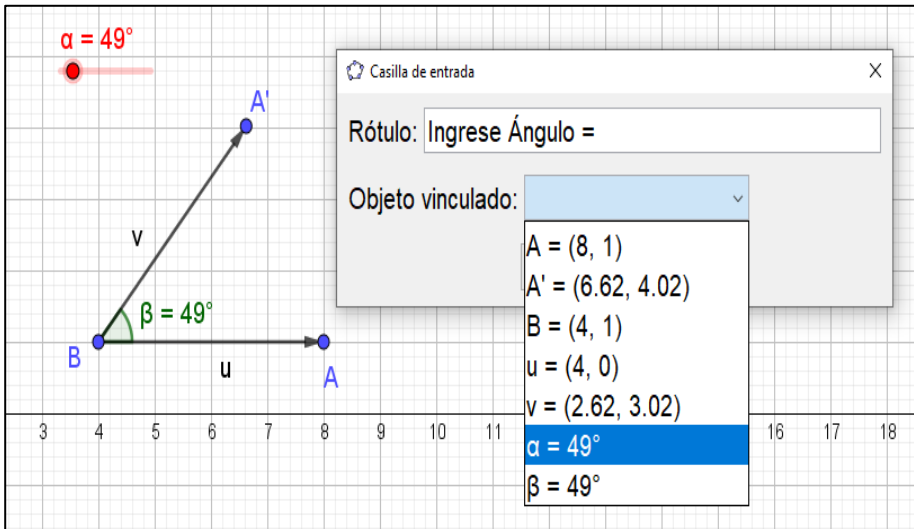 α = 49°
Casilla de entrada
X
A'
Rótulo: Ingrese Ángulo =
Objeto vinculado:
v
A = (8, 1)
A' = (6.62, 4.02)
β = 49°
B = (4, 1)
B
u
A
u = (4, 0)
v = (2.62, 3.02)
3 4 5 6 7 8 9 10 11 16 17 18
α = 49°
β = 49°